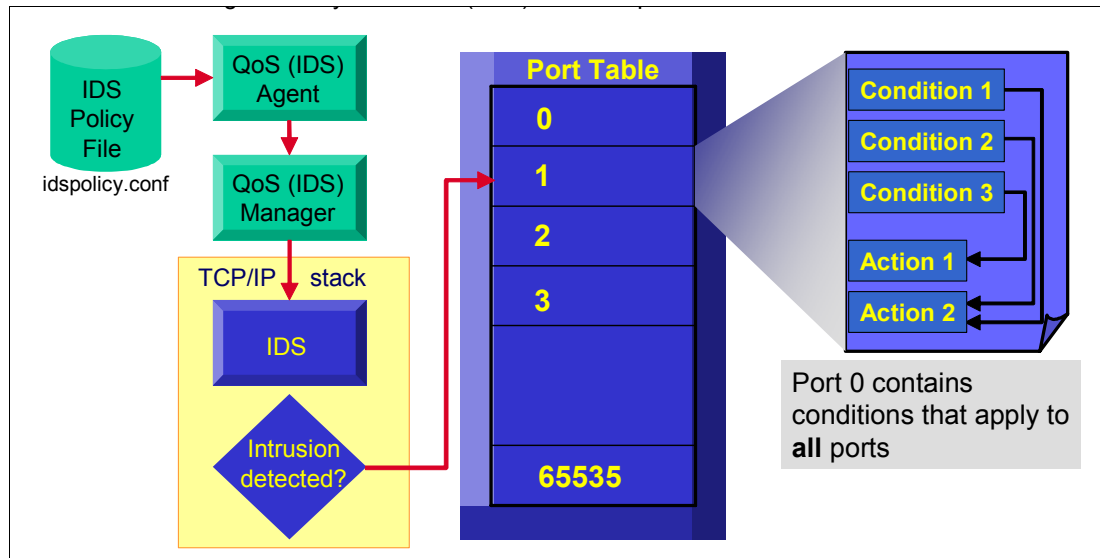 IDS
Policy
File
idspolicy.conf
QoS (IDS)
Agent
QoS (IDS)
Manager
TCP/IP stack
IDS
Intrusion
detected?
Port Table
0
1
2
3
65535
Condition 1
Condition 2
Condition 3
Action 1
Action 2
Port 0 contains
conditions that apply to
all ports